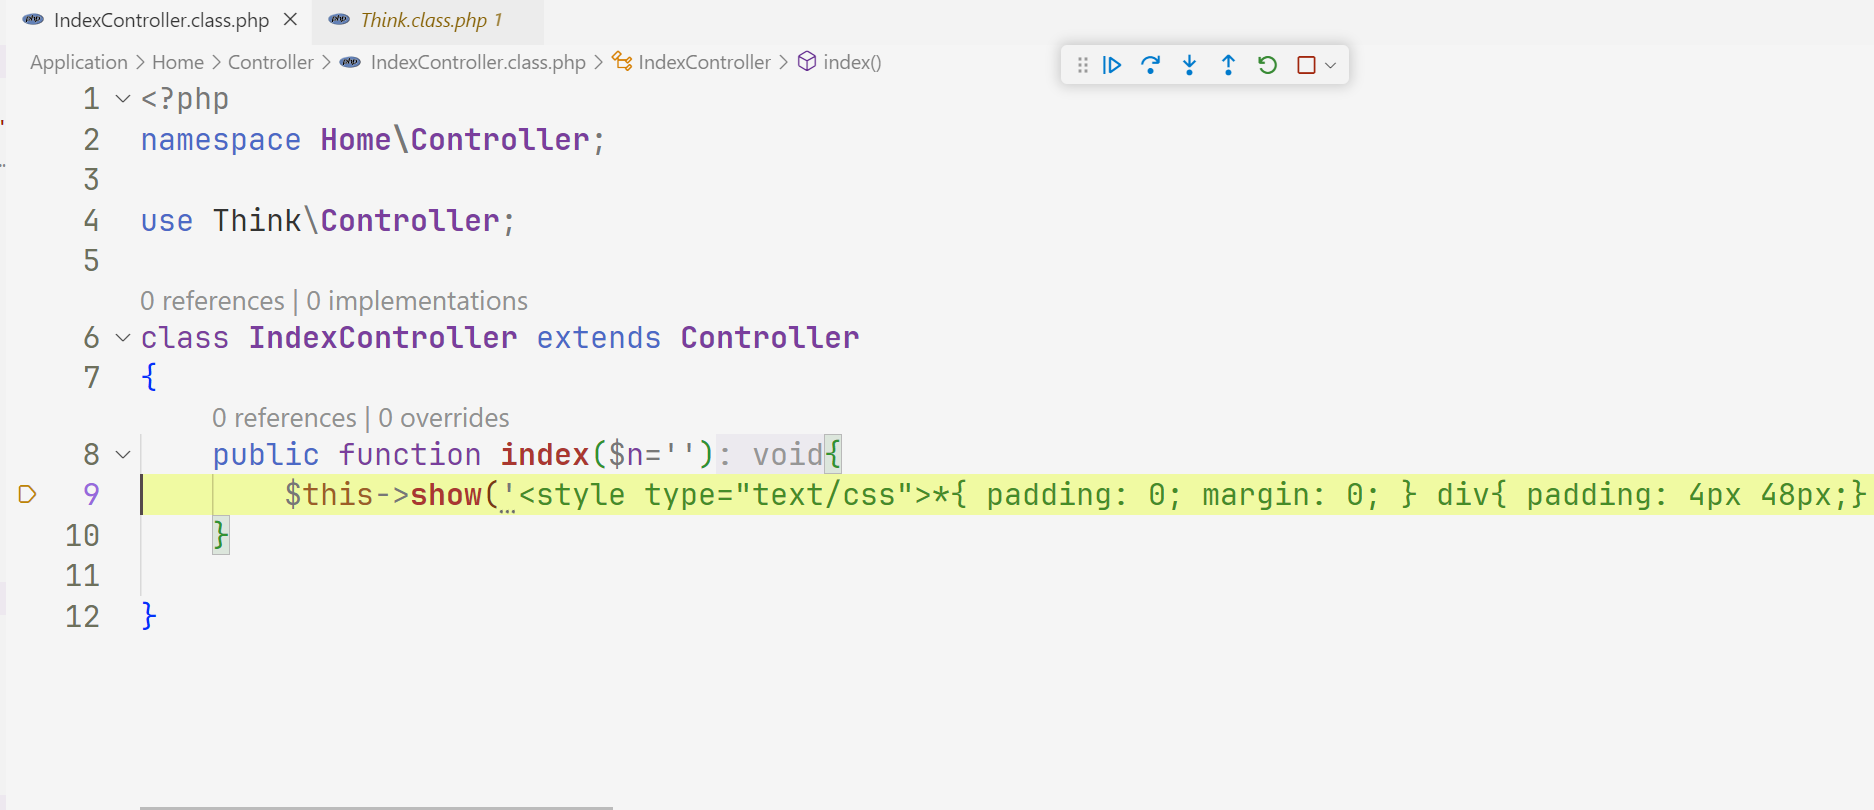 IndexController.class.php
Think.class.php 1
Application > Home > Controller > IndexController.class.php > IndexController > index()
1 <?php
2 namespace Home\Controller;
3
4 use Think\Controller;
5
0 references | 0 implementations
6 class IndexController extends Controller
7 {
0 references | 0 overrides
8 public function index($n=''): void{
9 $this->show('<style type="text/css">*{ padding: 0; margin: 0; } div{ padding: 4px 48px;}
10 }
11
12 }